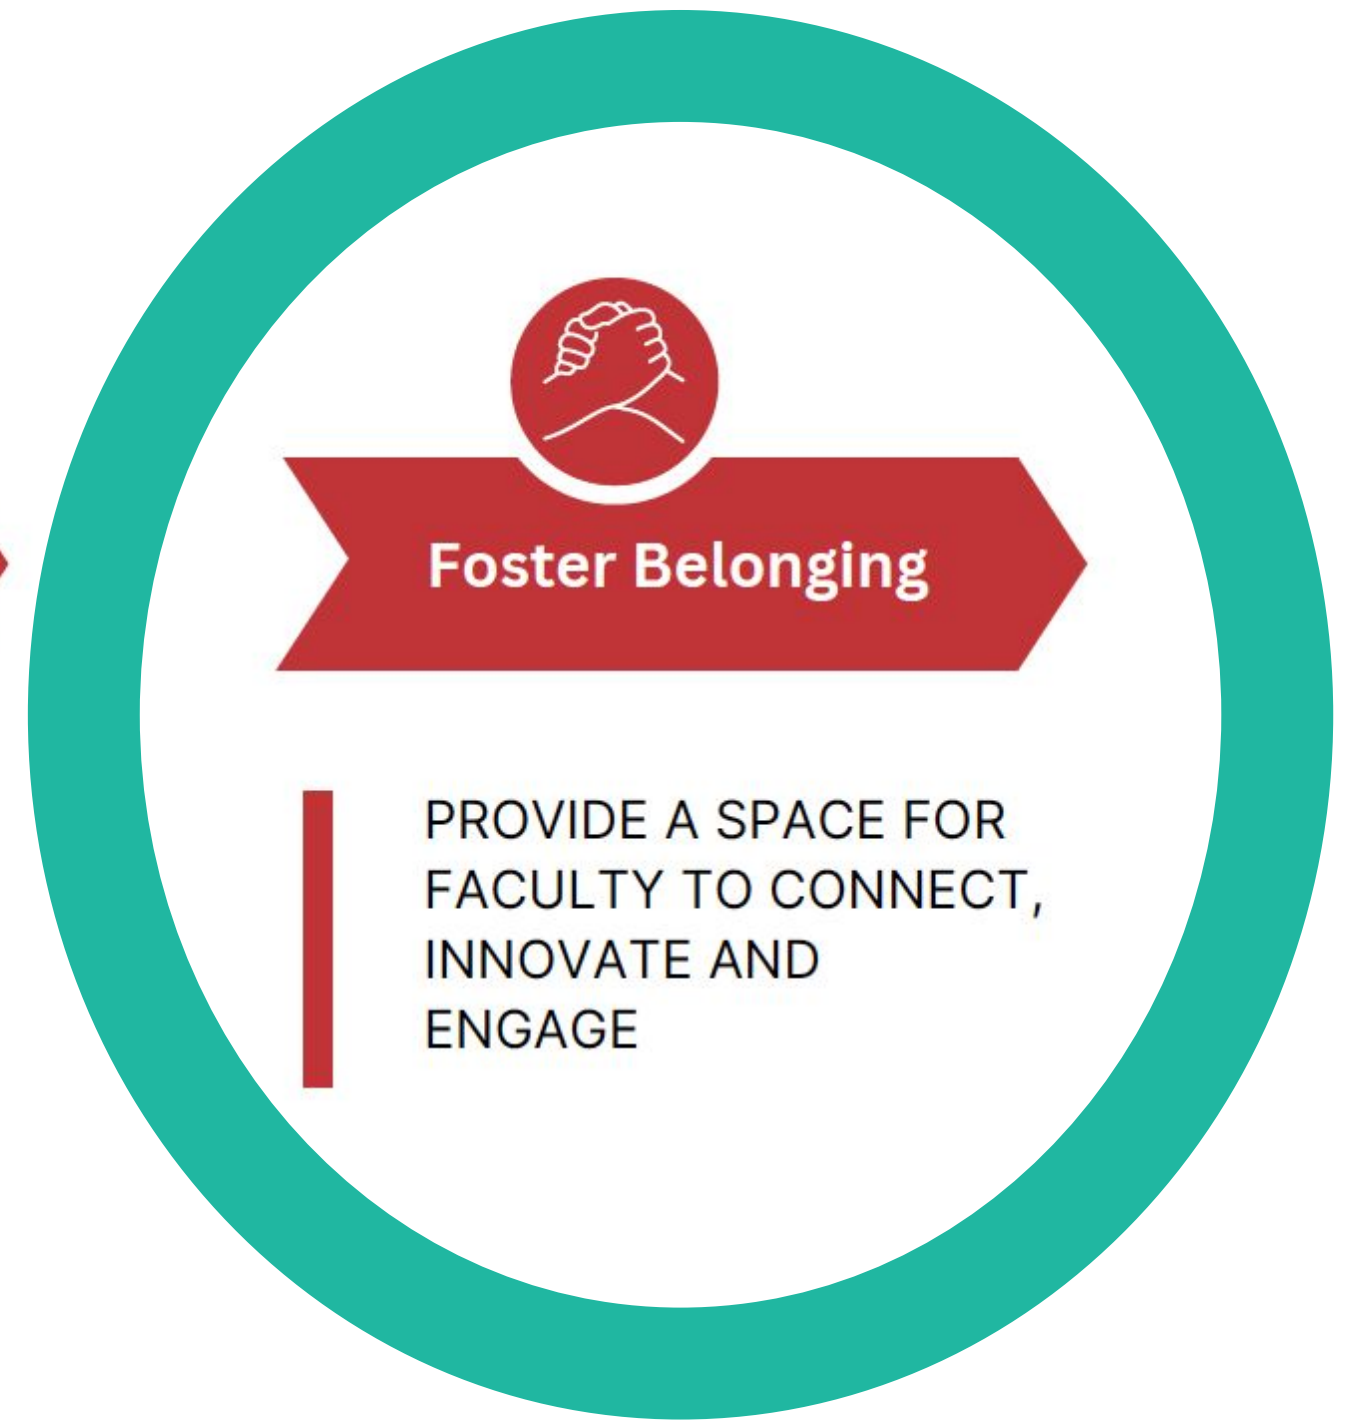 Foster Belonging
PROVIDE A SPACE FOR
FACULTY TO CONNECT,
INNOVATE AND
ENGAGE